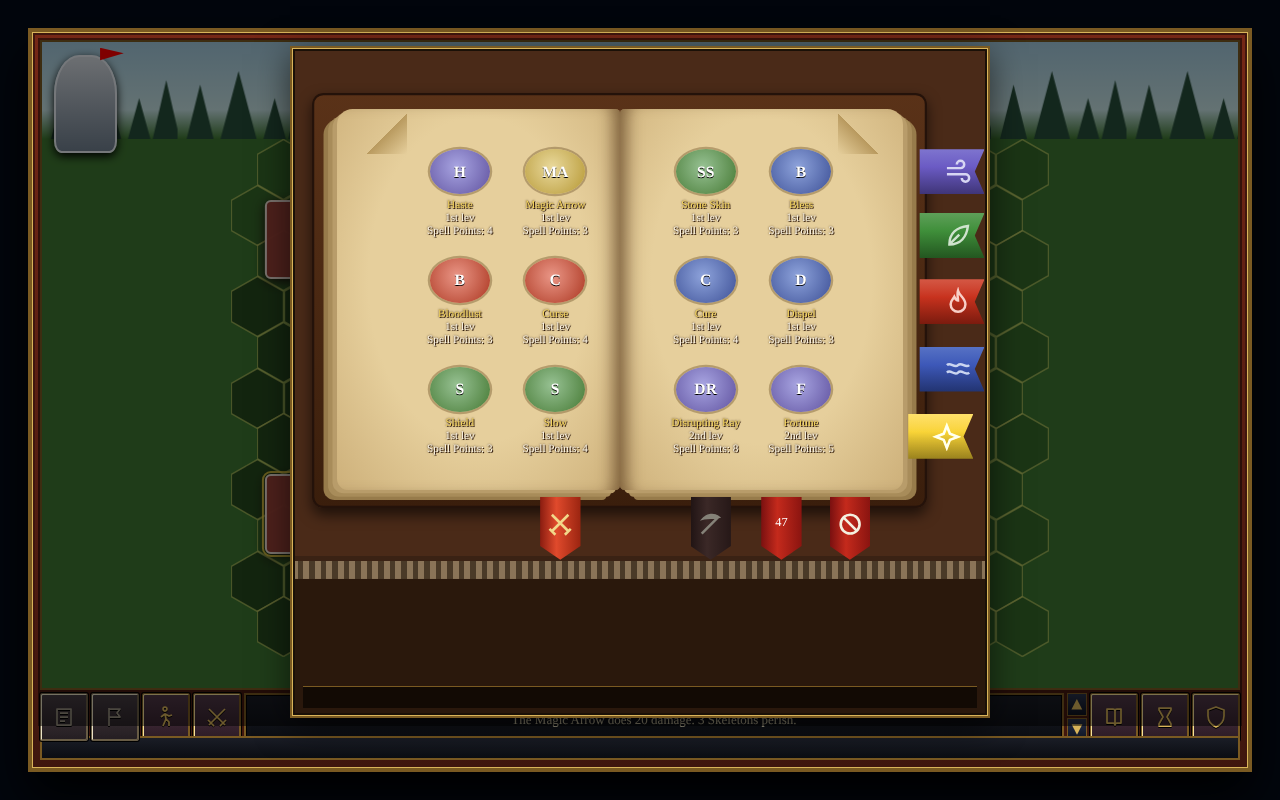 H
Haste
1st lev
Spell Points: 4
MA
Magic Arrow
1st lev
Spell Points: 3
B
Bloodlust
1st lev
Spell Points: 3
C
Curse
1st lev
Spell Points: 4
S
Shield
1st lev
Spell Points: 3
S
Slow
1st lev
Spell Points: 4
SS
Stone Skin
1st lev
Spell Points: 3
B
Bless
1st lev
Spell Points: 3
C
Cure
1st lev
Spell Points: 4
D
Dispel
1st lev
Spell Points: 3
DR
Disrupting Ray
2nd lev
Spell Points: 8
F
Fortune
2nd lev
Spell Points: 5
47
The Magic Arrow does 20 damage. 3 Skeletons perish.